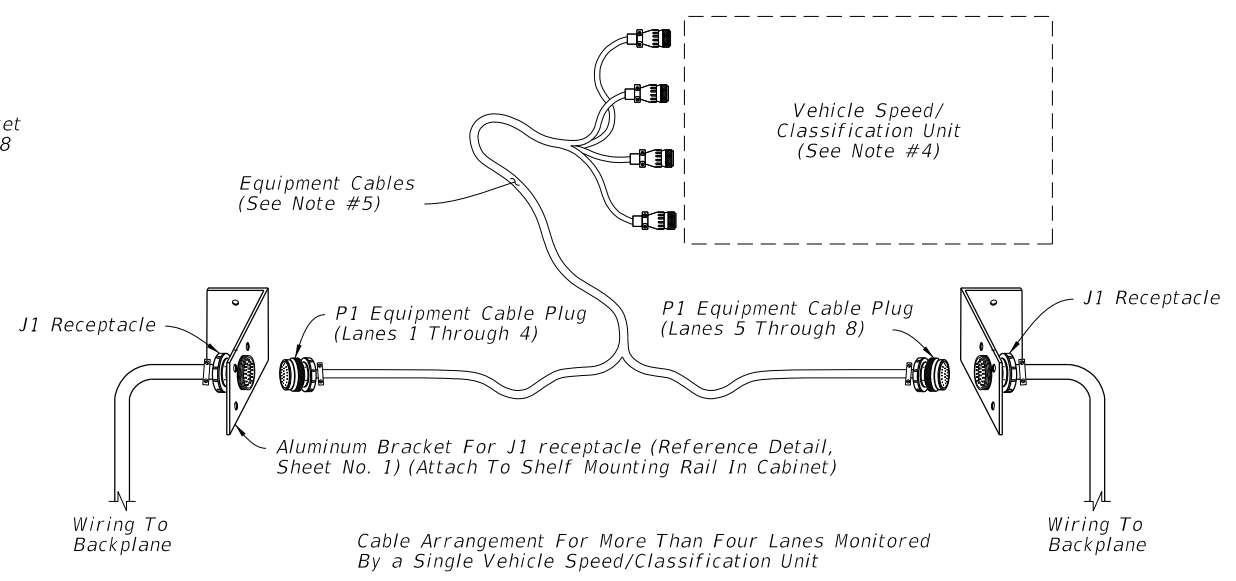 Vehicle Speed/
Classification Unit
(See Note #4)
8
Equipment Cables
(See Note #5)
J1 Receptacle
P1 Equipment Cable Plug
(Lanes 1 Through 4)
P1 Equipment Cable Plug
(Lanes 5 Through 8)
J1 Receptacle
Aluminum Bracket For J1 receptacle (Reference Detail,
Sheet No. 1) (Attach To Shelf Mounting Rail In Cabinet)
Wiring To
Backplane
Wiring To
Backplane
Cable Arrangement For More Than Four Lanes Monitored
By a Single Vehicle Speed/Classification Unit